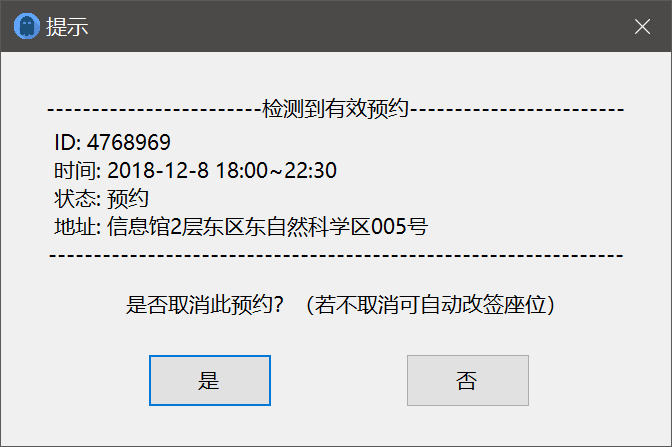 提示
------------------------检测到有效预约------------------------
ID: 4768969
时间: 2018-12-8 18:00~22:30
状态: 预约
地址: 信息馆2层东区东自然科学区005号
----------------------------------------------------------------
是否取消此预约？（若不取消可自动改签座位）
是
否